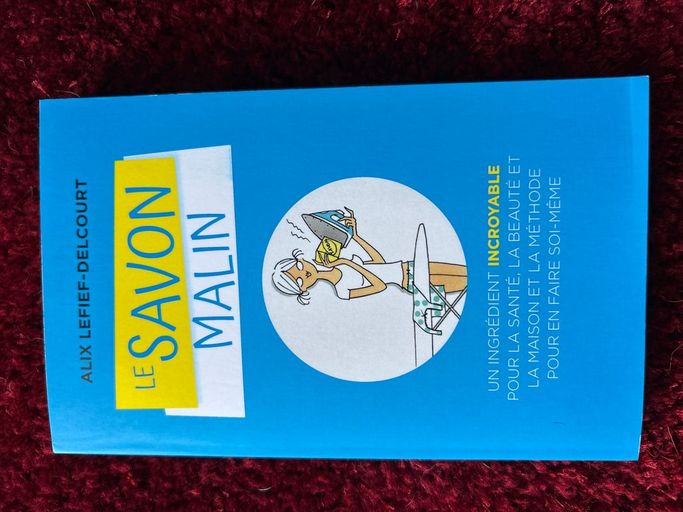 ALIX LEFIEF-DELCOURT
LE SAVON
MALIN
UN INGRÉDIENT INCROYABLE
POUR LA SANTÉ, LA BEAUTÉ ET
LA MAISON ET LA MÉTHODE
POUR EN FAIRE SOI-MÊME